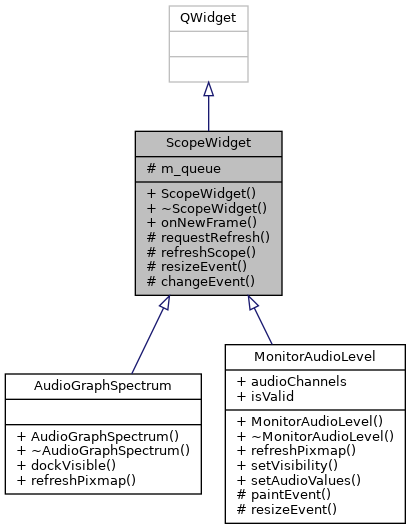 QWidget
ScopeWidget
# m_queue
+ ScopeWidget()
+ ~ScopeWidget()
+ onNewFrame()
# requestRefresh()
# refreshScope()
# resizeEvent()
# changeEvent()
AudioGraphSpectrum
+ AudioGraphSpectrum()
+ ~AudioGraphSpectrum()
+ dockVisible()
+ refreshPixmap()
MonitorAudioLevel
+ audioChannels
+ isValid
+ MonitorAudioLevel()
+ ~MonitorAudioLevel()
+ refreshPixmap()
+ setVisibility()
+ setAudioValues()
# paintEvent()
# resizeEvent()